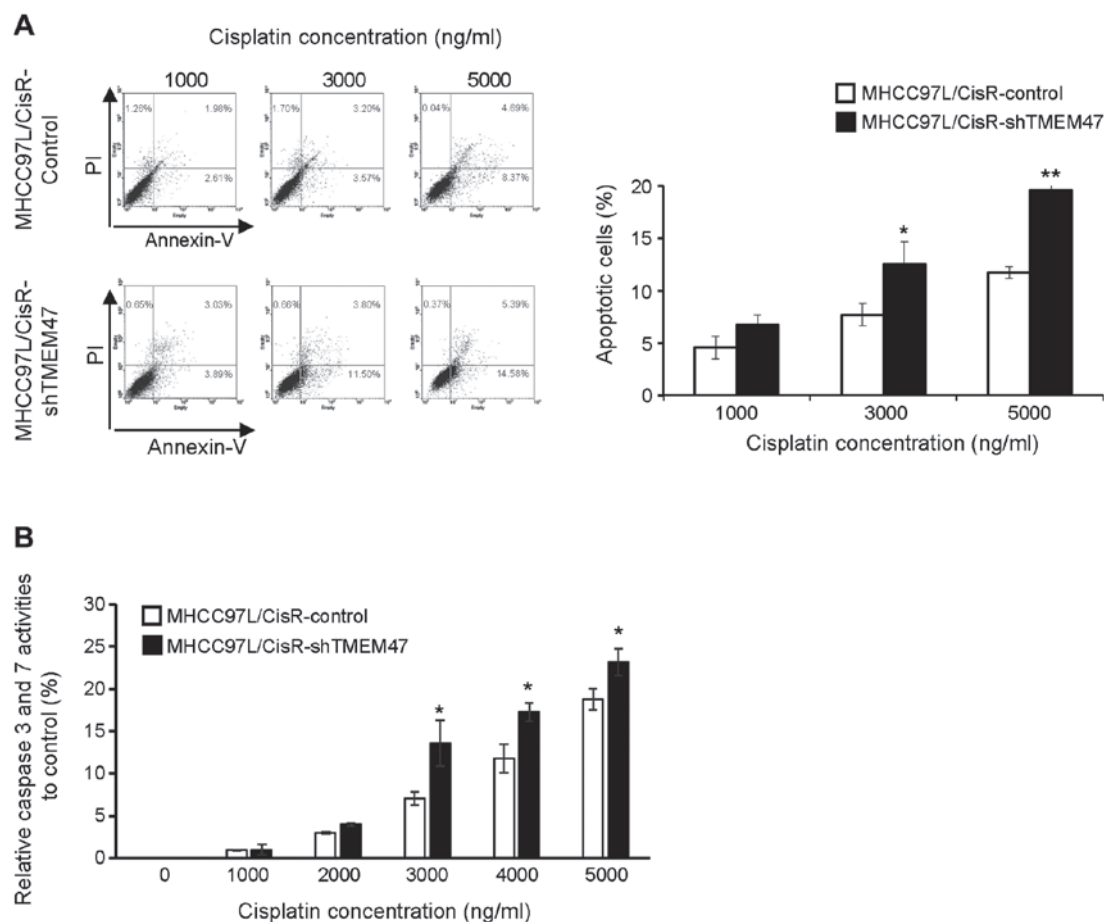 A
Cisplatin concentration (ng/ml)
1000 3000 5000
MHCC97L/CisR-
Control
PI
1.26% 1.98%
2.61%
1.70% 3.20%
3.57%
0.04% 4.69%
8.37%
Annexin-V
MHCC97L/CisR-
shTMEM47
PI
0.65% 3.03%
3.89%
0.66% 3.80%
11.50%
0.37% 5.39%
14.58%
Annexin-V
MHCC97L/CisR-control
MHCC97L/CisR-shTMEM47
Apoptotic cells (%)
20
15
10
5
0
*
**
1000 3000 5000
Cisplatin concentration (ng/ml)
B
MHCC97L/CisR-control
MHCC97L/CisR-shTMEM47
Relative caspase 3 and 7 activities
to control (%)
30
25
20
15
10
5
0
*
*
*
0 1000 2000 3000 4000 5000
Cisplatin concentration (ng/ml)